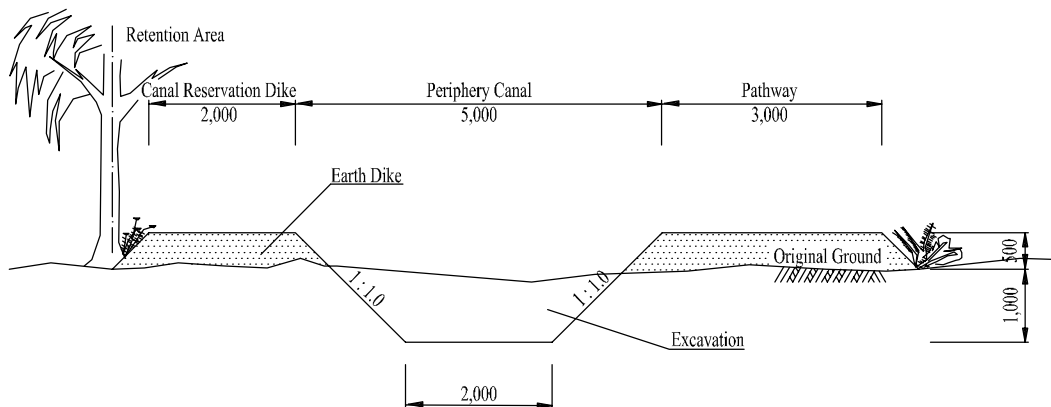 Retention Area
Canal Reservation Dike
Periphery Canal
Pathway
2,000
5,000
3,000
Earth Dike
Original Ground
500
1 : 1.0
1 : 1.0
1,000
Excavation
2,000